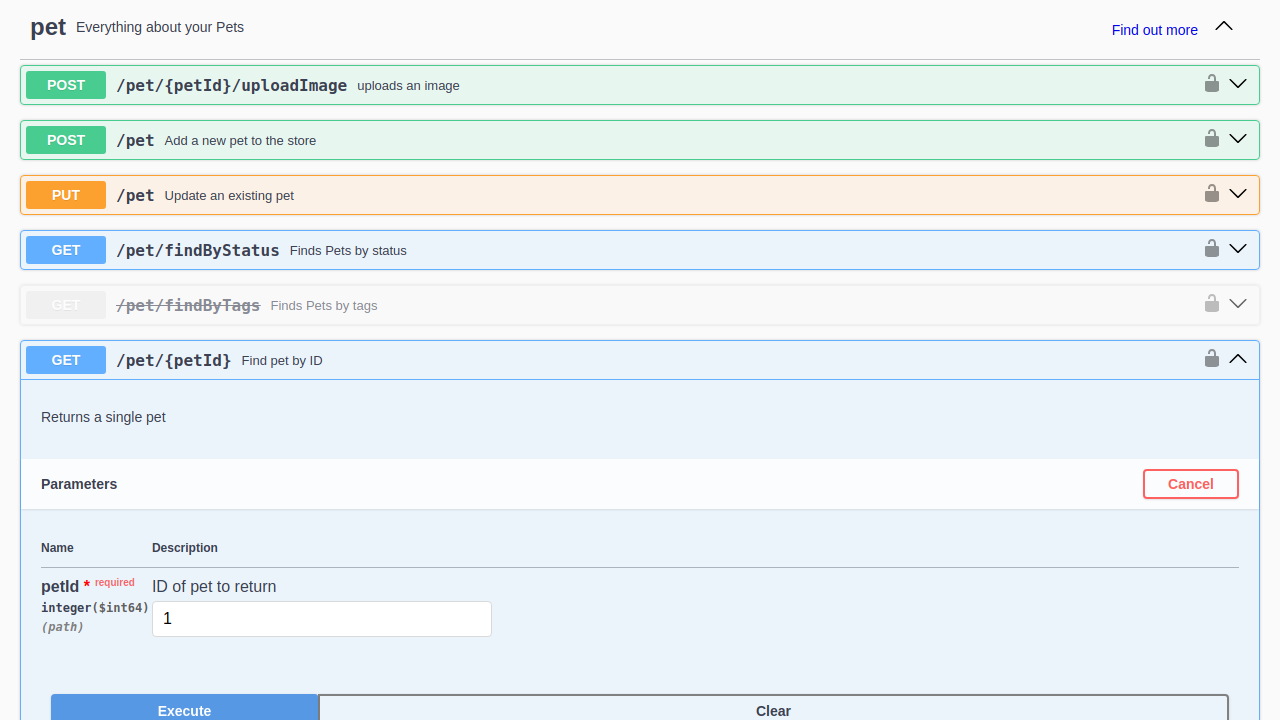 pet Everything about your Pets Find out more
POST /pet/{petId}/uploadImage uploads an image
POST /pet Add a new pet to the store
PUT /pet Update an existing pet
GET /pet/findByStatus Finds Pets by status
GET /pet/findByTags Finds Pets by tags
GET /pet/{petId} Find pet by ID
Returns a single pet
Parameters Cancel
Name Description
petId * required ID of pet to return
integer($int64) 1
(path)
Execute Clear